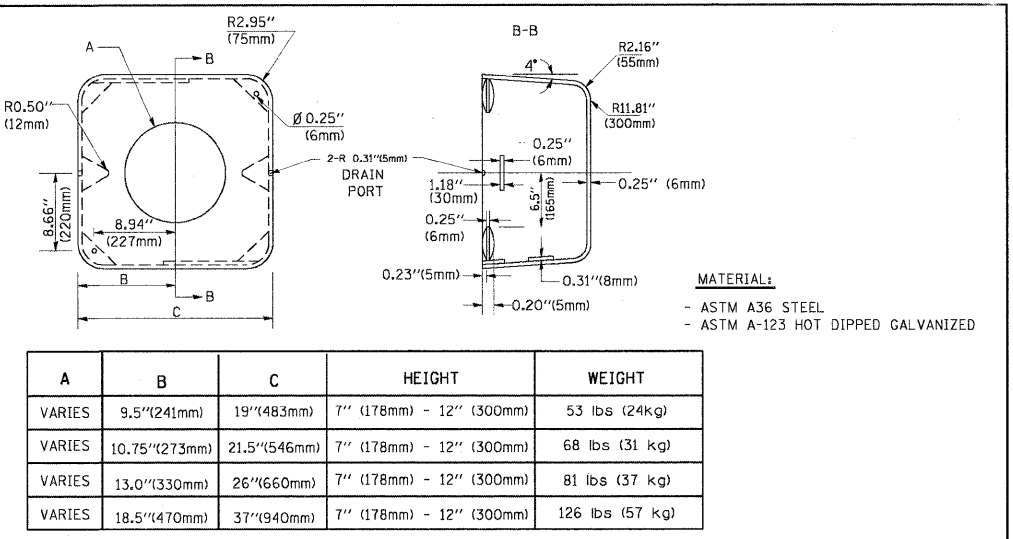 R2.95"
(75mm)
A
B
R0.50"
(12mm)
Ø 0.25"
(6mm)
2-R 0.31"(5mm)
DRAIN
PORT
8.66"
(220mm)
8.94"
(227mm)
B
B
C
B-B
4°
R2.16"
(55mm)
R11.81"
(300mm)
0.25"
(6mm)
1.18"
(30mm)
6.5"
(165mm)
0.25" (6mm)
0.25"
(6mm)
0.23"(5mm)
0.31"(8mm)
0.20"(5mm)
MATERIAL:
- ASTM A36 STEEL
- ASTM A-123 HOT DIPPED GALVANIZED
A B C HEIGHT WEIGHT
VARIES 9.5"(241mm) 19"(483mm) 7" (178mm) - 12" (300mm) 53 lbs (24kg)
VARIES 10.75"(273mm) 21.5"(546mm) 7" (178mm) - 12" (300mm) 68 lbs (31 kg)
VARIES 13.0"(330mm) 26"(660mm) 7" (178mm) - 12" (300mm) 81 lbs (37 kg)
VARIES 18.5"(470mm) 37"(940mm) 7" (178mm) - 12" (300mm) 126 lbs (57 kg)